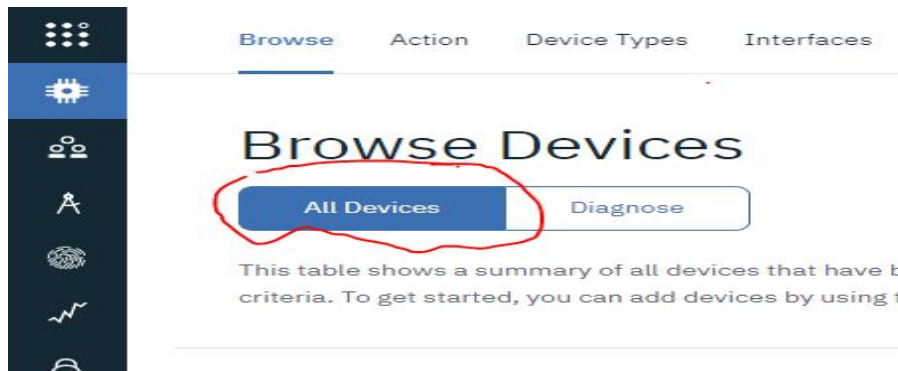 Browse Action Device Types Interfaces
Browse Devices
All Devices Diagnose
This table shows a summary of all devices that have
criteria. To get started, you can add devices by using